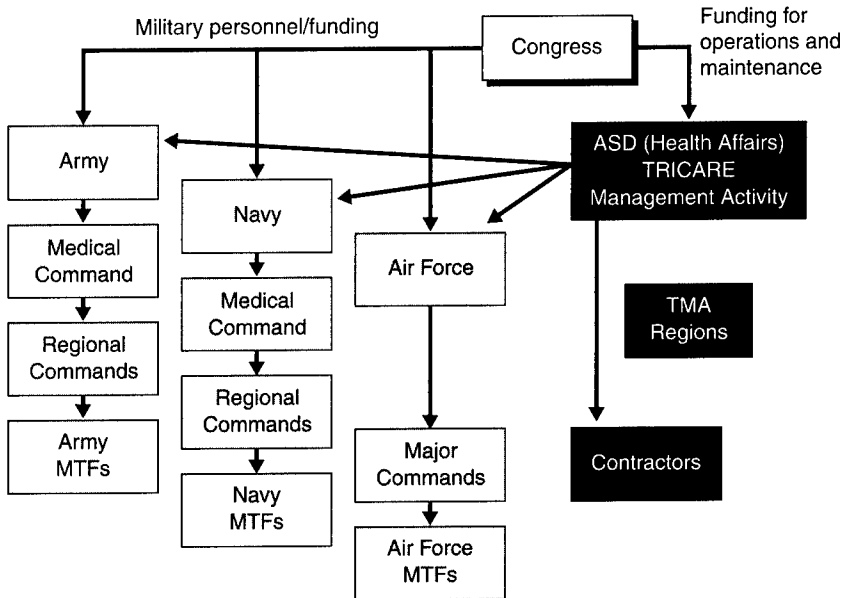 Military personnel/funding
Congress
Funding for
operations and
maintenance
Army
ASD (Health Affairs)
TRICARE
Management Activity
Navy
Air Force
Medical
Command
Medical
Command
TMA
Regions
Regional
Commands
Regional
Commands
Army
MTFs
Major
Commands
Contractors
Navy
MTFs
Air Force
MTFs